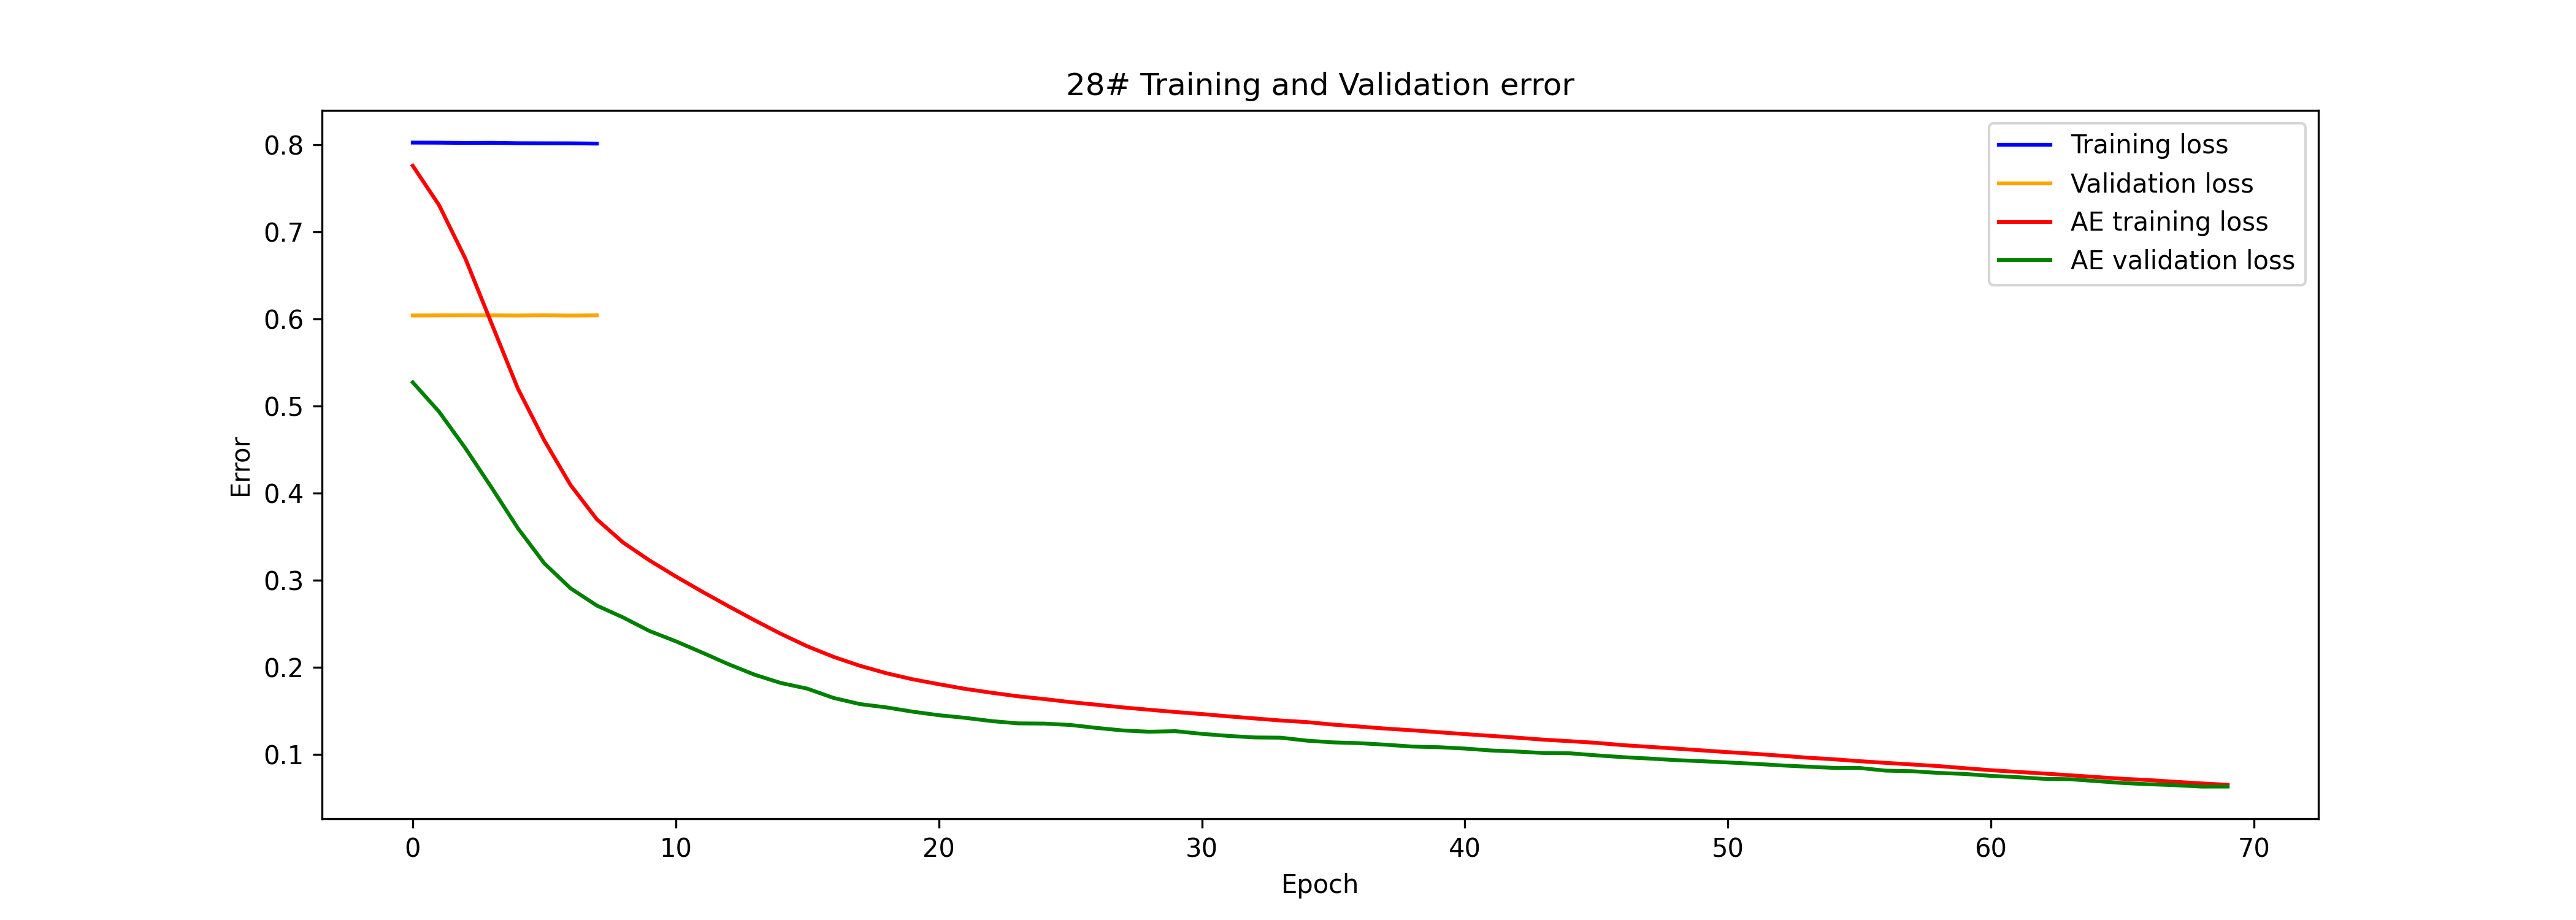 28# Training and Validation error
Training loss
Validation loss
AE training loss
AE validation loss
Error
0.8
0.7
0.6
0.5
0.4
0.3
0.2
0.1
0 10 20 30 40 50 60 70
Epoch